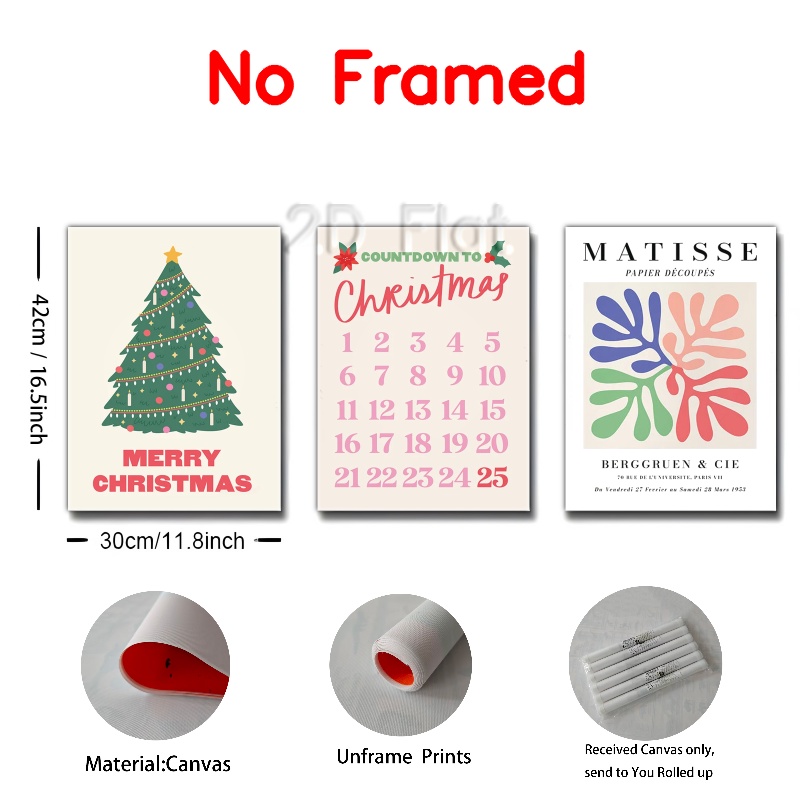 No Framed
2D Flat
42cm / 16.5inch
MERRY
CHRISTMAS
COUNTDOWN TO
Christmas
1 2 3 4 5
6 7 8 9 10
11 12 13 14 15
16 17 18 19 20
21 22 23 24 25
MATISSE
PAPIER DÉCOUPÉS
BERGGRUEN & CIE
70 RUE DE L'UNIVERSITE, PARIS VII
Du Vendredi 27 Fevrier au Samedi 28 Mars 1953
30cm/11.8inch
Material:Canvas
Unframe Prints
Received Canvas only,
send to You Rolled up